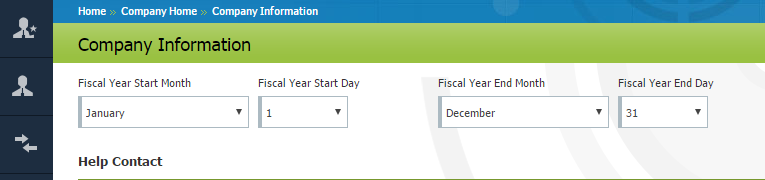 Home » Company Home » Company Information
Company Information
Fiscal Year Start Month Fiscal Year Start Day Fiscal Year End Month Fiscal Year End Day
January 1 December 31
Help Contact